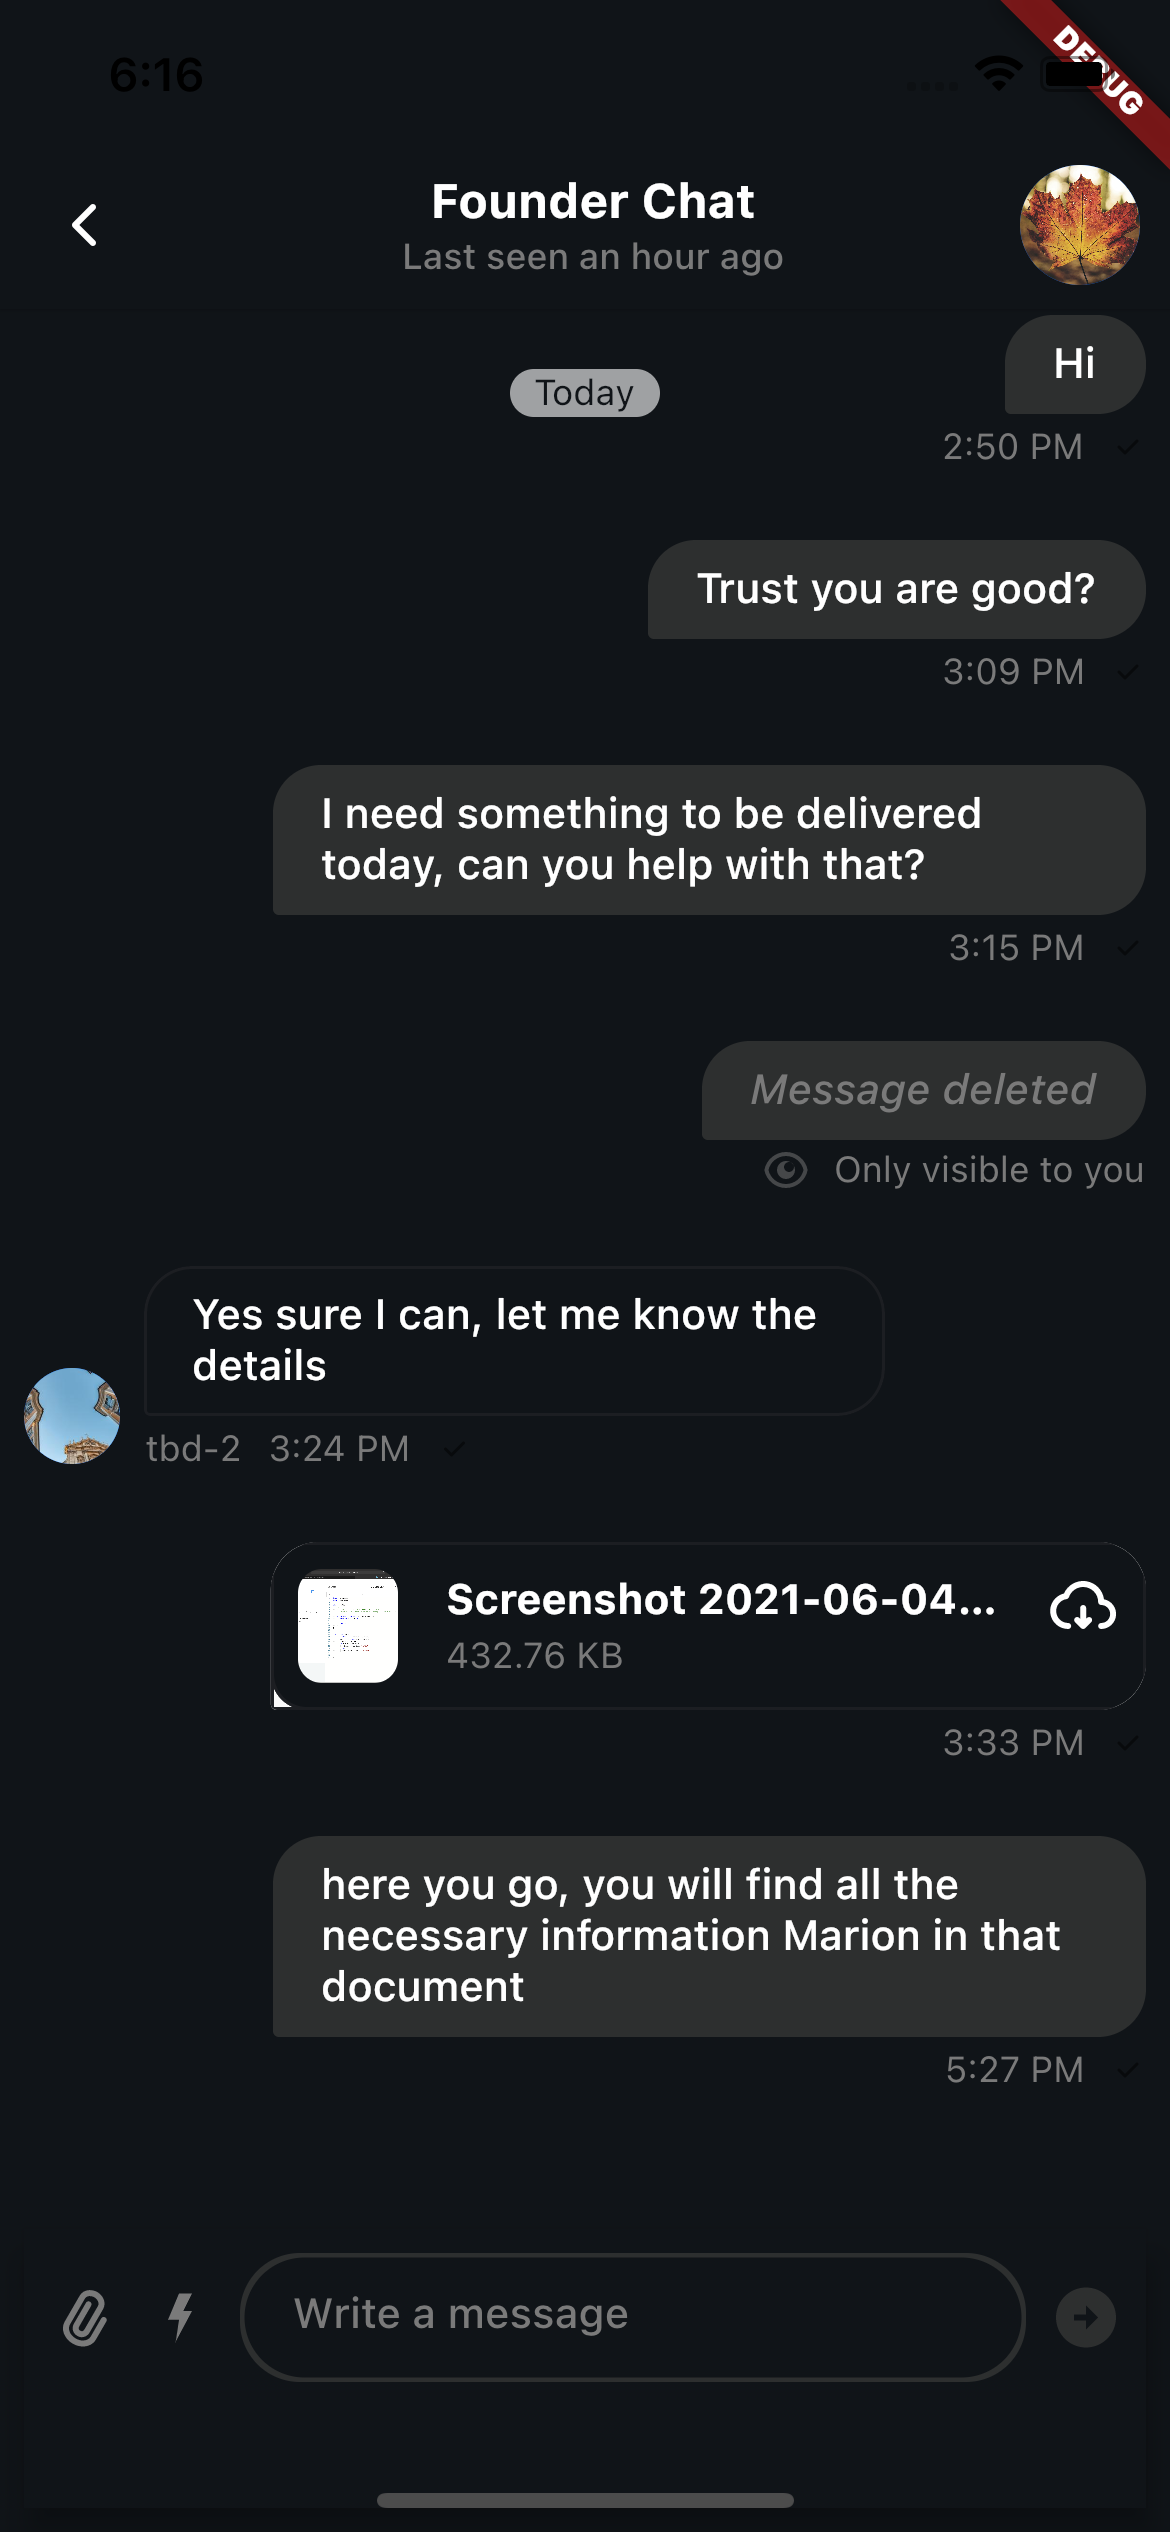 6:16
DEBUG
Founder Chat
Last seen an hour ago
Hi
Today
2:50 PM
Trust you are good?
3:09 PM
I need something to be delivered
today, can you help with that?
3:15 PM
Message deleted
Only visible to you
Yes sure I can, let me know the
details
tbd-2 3:24 PM
Screenshot 2021-06-04...
432.76 KB
3:33 PM
here you go, you will find all the
necessary information Marion in that
document
5:27 PM
Write a message